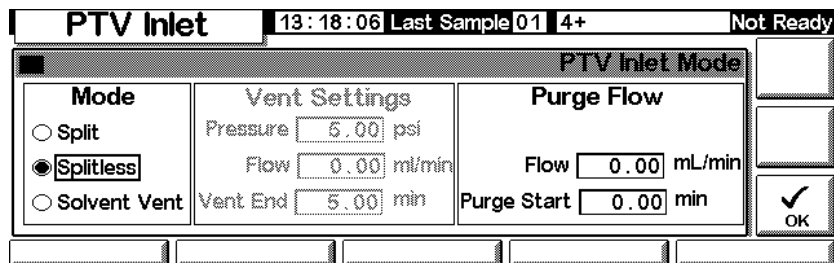 PTV Inlet 13:18:06 Last Sample 01 4+ Not Ready
PTV Inlet Mode
Mode
Split
Splitless
Solvent Vent
Vent Settings
Pressure 5.00 psi
Flow 0.00 ml/min
Vent End 5.00 min
Purge Flow
Flow 0.00 mL/min
Purge Start 0.00 min
OK